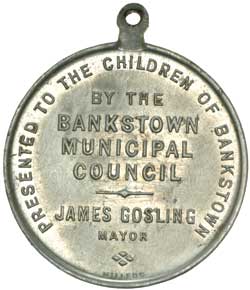 PRESENTED TO THE CHILDREN OF BANKSTOWN
BY THE
BANKSTOWN
MUNICIPAL
COUNCIL
JAMES GOSLING
MAYOR